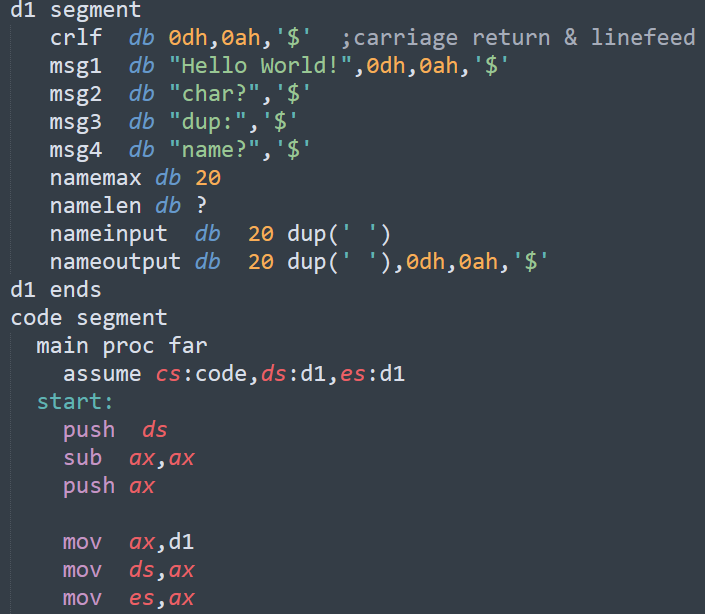 d1 segment
crlf db 0dh,0ah,'$' ;carriage return & linefeed
msg1 db "Hello World!",0dh,0ah,'$'
msg2 db "char?",'$'
msg3 db "dup:",'$'
msg4 db "name?",'$'
namemax db 20
namelen db ?
nameinput db 20 dup(' ')
nameoutput db 20 dup(' '),0dh,0ah,'$'
d1 ends
code segment
main proc far
assume cs:code,ds:d1,es:d1
start:
push ds
sub ax,ax
push ax
mov ax,d1
mov ds,ax
mov es,ax